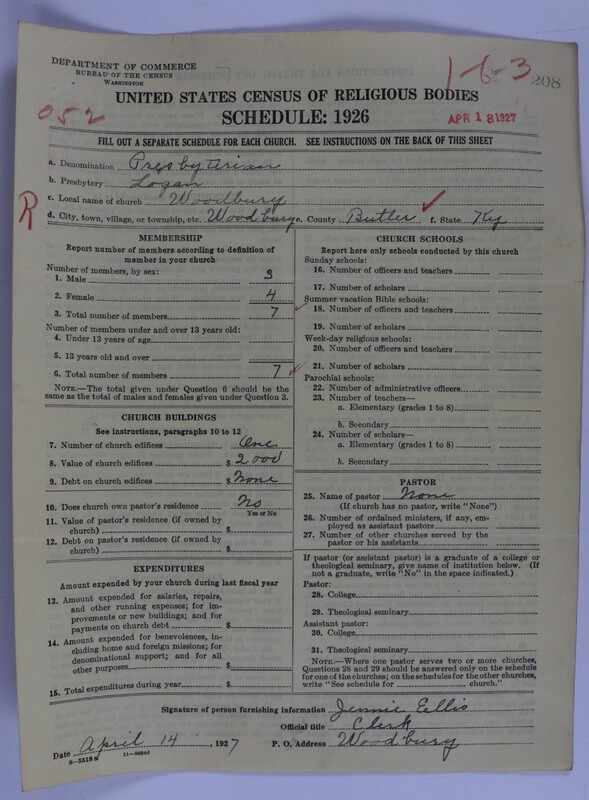 DEPARTMENT OF COMMERCE
BUREAU OF THE CENSUS
WASHINGTON
1-6-3
208
UNITED STATES CENSUS OF RELIGIOUS BODIES
SCHEDULE: 1926
052
APR 18 1927
FILL OUT A SEPARATE SCHEDULE FOR EACH CHURCH. SEE INSTRUCTIONS ON THE BACK OF THIS SHEET
a. Denomination Presbyterian
b. Presbytery Logan
c. Local name of church Woodbury
R
d. City, town, village, or township, etc. Woodbury e. County Butler f. State Ky
MEMBERSHIP
Report number of members according to definition of
member in your church
Number of members, by sex:
1. Male 3
2. Female 4
3. Total number of members 7
Number of members under and over 13 years old:
4. Under 13 years of age
5. 13 years old and over
6. Total number of members 7
NOTE.—The total given under Question 6 should be the
same as the total of males and females given under Question 3.
CHURCH BUILDINGS
See instructions, paragraphs 10 to 12
7. Number of church edifices One
8. Value of church edifices $ 2000
9. Debt on church edifices $ None
10. Does church own pastor's residence? No
Yes or No
11. Value of pastor's residence (if owned by
church) $
12. Debt on pastor's residence (if owned by
church) $
EXPENDITURES
Amount expended by your church during last fiscal year
13. Amount expended for salaries, repairs,
and other running expenses; for im-
provements or new buildings; and for
payments on church debt $
14. Amount expended for benevolences, in-
cluding home and foreign missions; for
denominational support; and for all
other purposes $
15. Total expenditures during year $
CHURCH SCHOOLS
Report here only schools conducted by this church
Sunday schools:
16. Number of officers and teachers
17. Number of scholars
Summer vacation Bible schools:
18. Number of officers and teachers
19. Number of scholars
Week-day religious schools:
20. Number of officers and teachers
21. Number of scholars
Parochial schools:
22. Number of administrative officers
23. Number of teachers—
a. Elementary (grades 1 to 8)
b. Secondary
24. Number of scholars—
a. Elementary (grades 1 to 8)
b. Secondary
PASTOR
25. Name of pastor None
(If church has no pastor, write "None")
26. Number of ordained ministers, if any, em-
ployed as assistant pastors
27. Number of other churches served by the
pastor or his assistants
If pastor (or assistant pastor) is a graduate of a college or
theological seminary, give name of institution below. (If
not a graduate, write "No" in the space indicated.)
Pastor:
28. College
29. Theological seminary
Assistant pastor:
30. College
31. Theological seminary
NOTE.—Where one pastor serves two or more churches,
Questions 28 and 29 should be answered only on the schedule
for one of the churches; on the schedules for the other churches,
write "See schedule for church."
Signature of person furnishing information Jennie Ellis
Official title Clerk
Date April 14, 1927 P. O. Address Woodbury